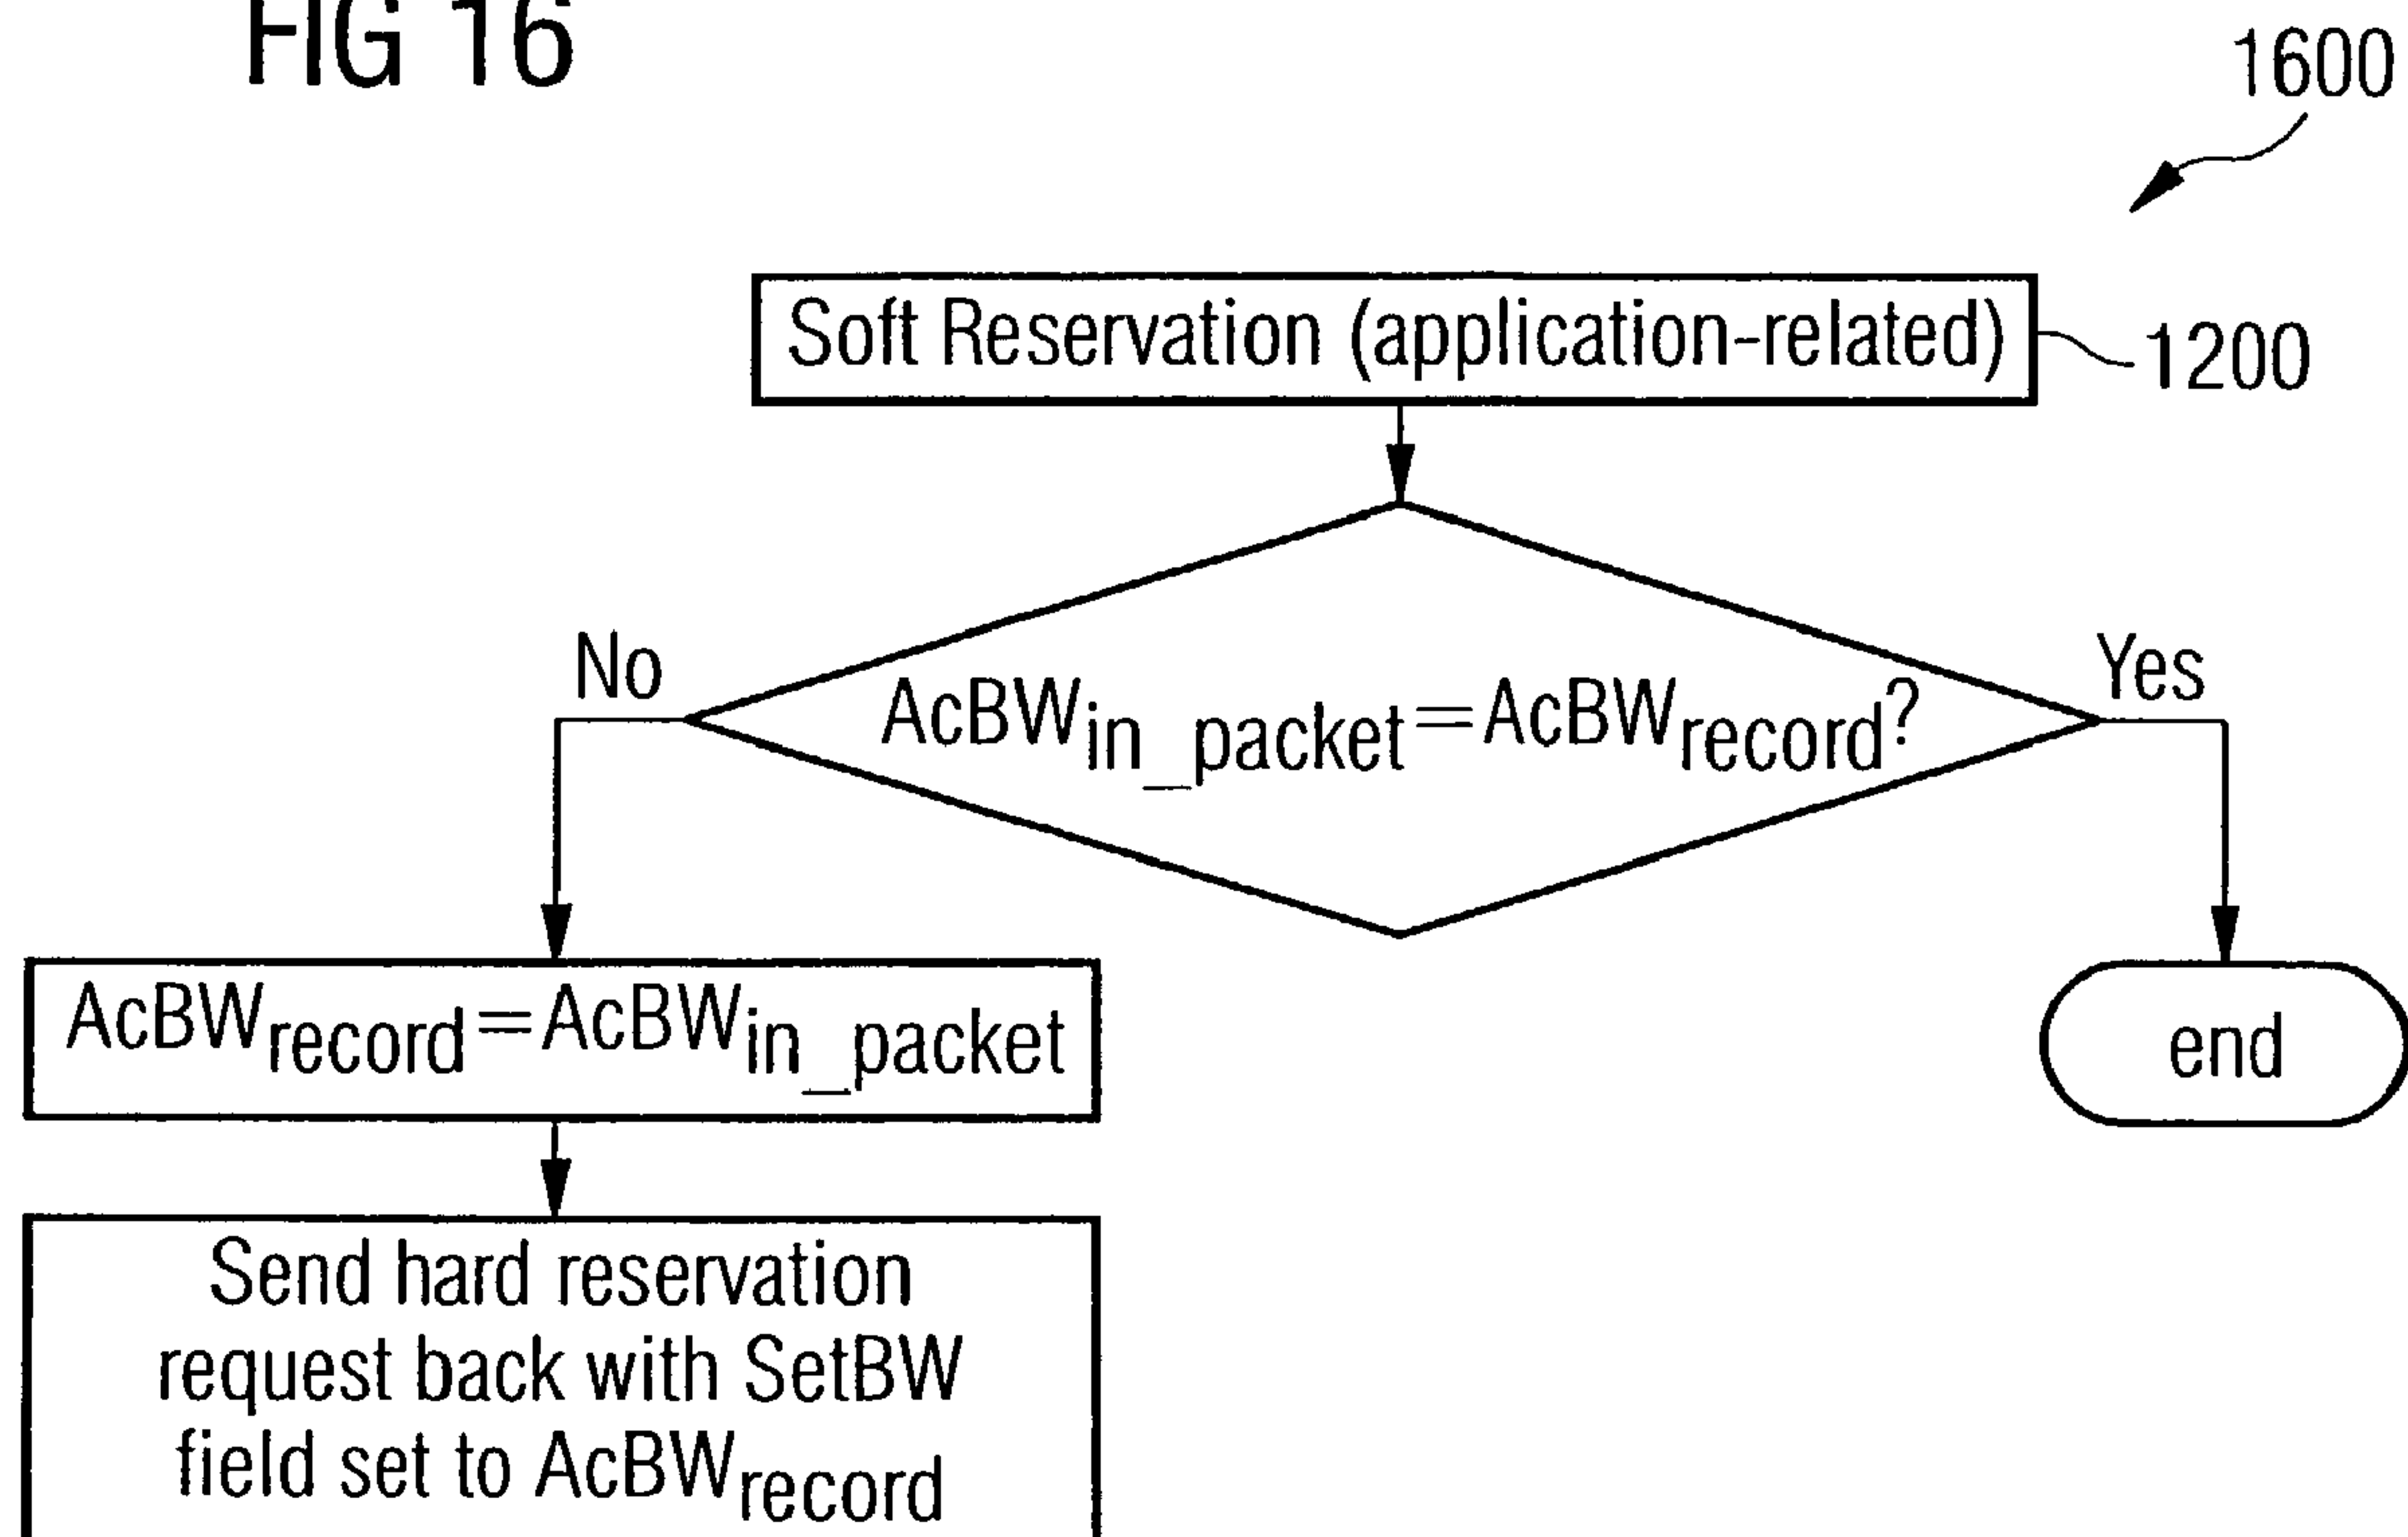 FIG 16
1600
Soft Reservation (application-related)
1200
No
AcBWin_packet=AcBWrecord?
Yes
AcBWrecord=AcBWin_packet
end
Send hard reservation
request back with SetBW
field set to AcBWrecord